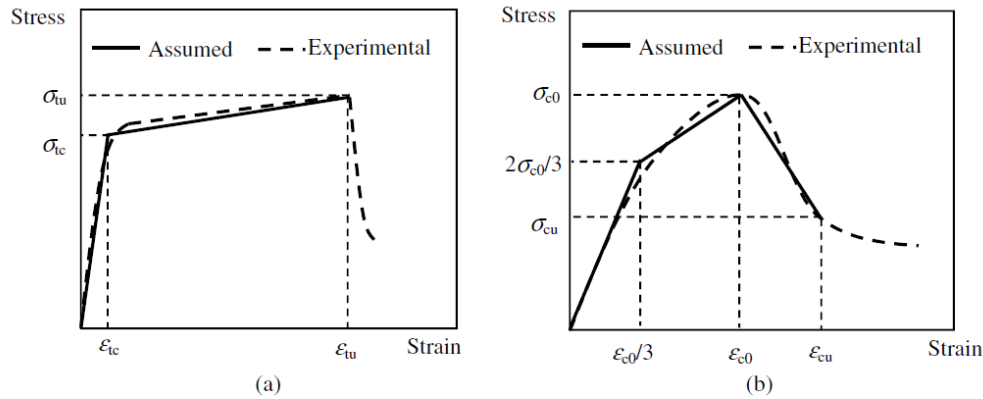 Stress
Assumed Experimental
σtu
σtc
εtc εtu Strain
(a)
Stress
Assumed Experimental
σc0
2σc0/3
σcu
εc0/3 εc0 εcu Strain
(b)